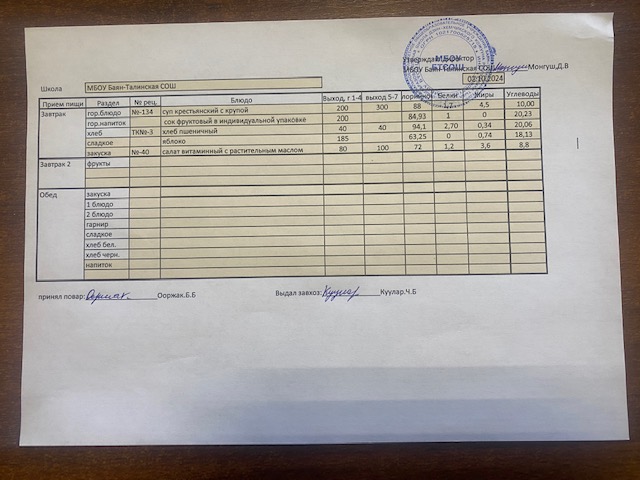 Утверждаю директор
МБОУ Баян-Талинская СОШ Монгуш.Д.В
МБОУ
БТСОШ
02.10.2024
Школа МБОУ Баян-Талинская СОШ
Прием пищи Раздел № рец. Блюдо Выход, г 1-4 выход 5-7 Белки Жиры Углеводы
Завтрак гор.блюдо №-134 суп крестьянский с крупой 200 300 88 1,7 4,5 10,00
гор.напиток сок фруктовый в индивидуальной упаковке 200 84,93 1 0 20,23
хлеб ТК№-3 хлеб пшеничный 40 40 94,1 2,70 0,34 20,06
сладкое яблоко 185 63,25 0 0,74 18,13
закуска №-40 салат витаминный с растительным маслом 80 100 72 1,2 3,6 8,8
Завтрак 2 фрукты
Обед закуска
1 блюдо
2 блюдо
гарнир
сладкое
хлеб бел.
хлеб черн.
напиток
принял повар: Ооржак.Б.Б Выдал завхоз: Куулар Куулар.Ч.Б